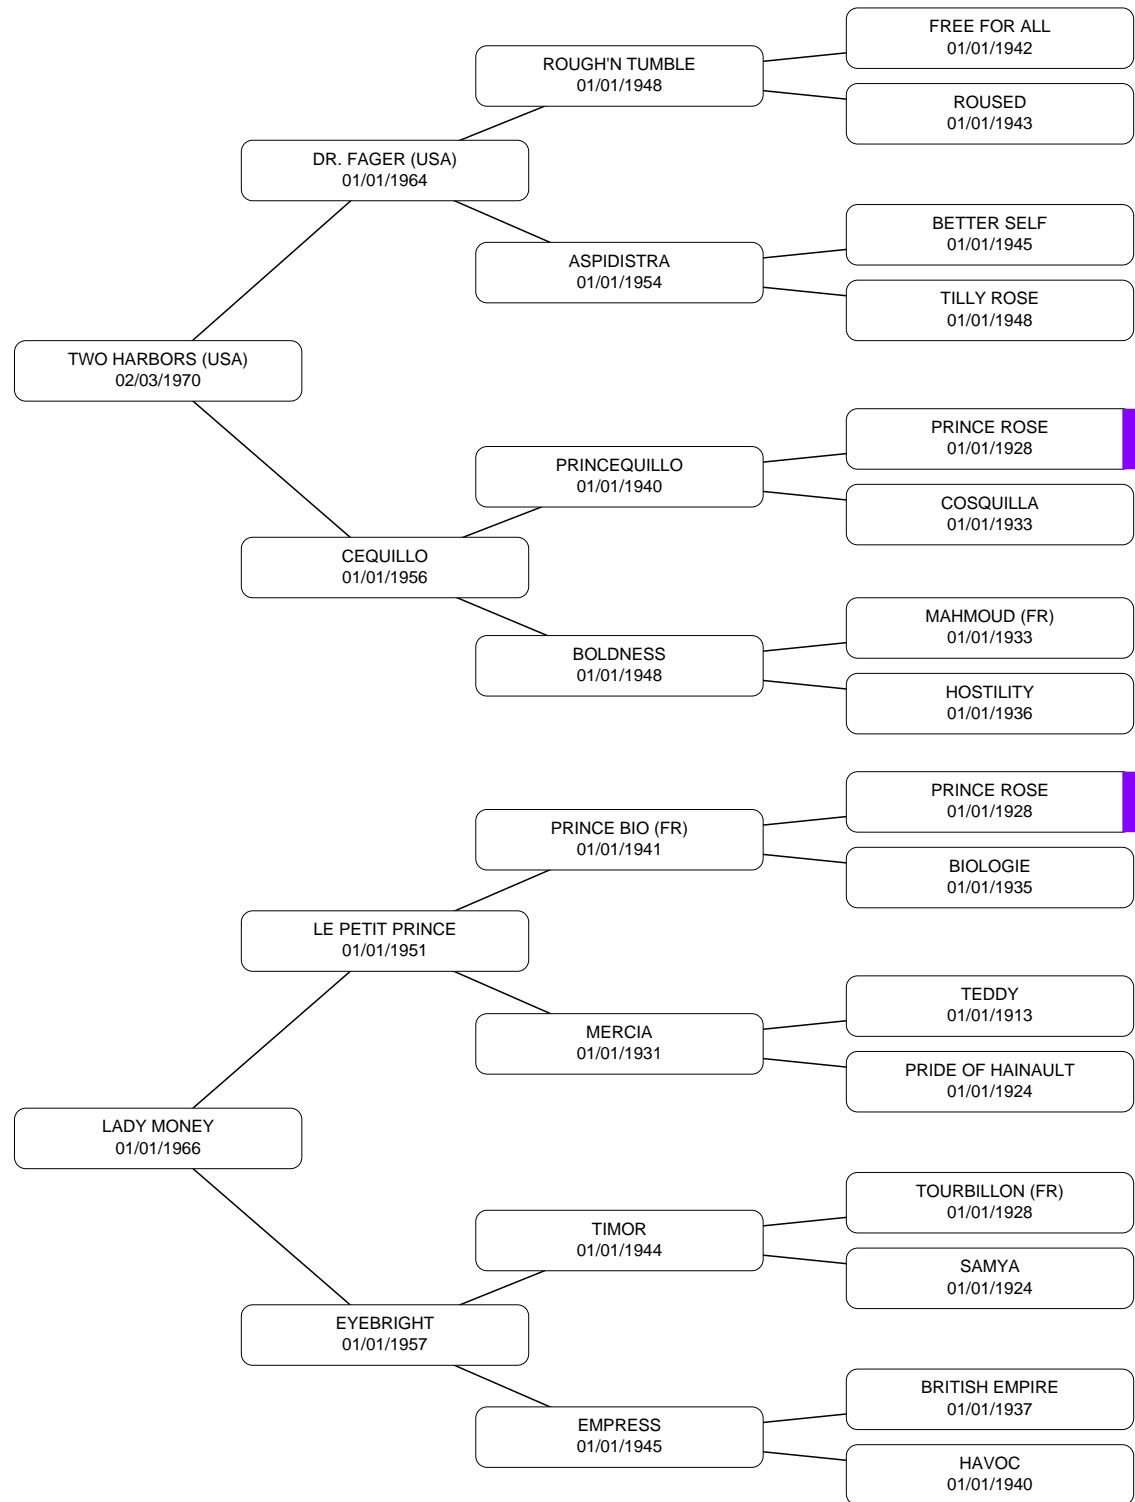 FREE FOR ALL
01/01/1942
ROUGH'N TUMBLE
01/01/1948
ROUSED
01/01/1943
DR. FAGER (USA)
01/01/1964
BETTER SELF
01/01/1945
ASPIDISTRA
01/01/1954
TILLY ROSE
01/01/1948
TWO HARBORS (USA)
02/03/1970
PRINCE ROSE
01/01/1928
PRINCEQUILLO
01/01/1940
COSQUILLA
01/01/1933
CEQUILLO
01/01/1956
MAHMOUD (FR)
01/01/1933
BOLDNESS
01/01/1948
HOSTILITY
01/01/1936
PRINCE ROSE
01/01/1928
PRINCE BIO (FR)
01/01/1941
BIOLOGIE
01/01/1935
LE PETIT PRINCE
01/01/1951
TEDDY
01/01/1913
MERCIA
01/01/1931
PRIDE OF HAINAULT
01/01/1924
LADY MONEY
01/01/1966
TOURBILLON (FR)
01/01/1928
TIMOR
01/01/1944
SAMYA
01/01/1924
EYEBRIGHT
01/01/1957
BRITISH EMPIRE
01/01/1937
EMPRESS
01/01/1945
HAVOC
01/01/1940